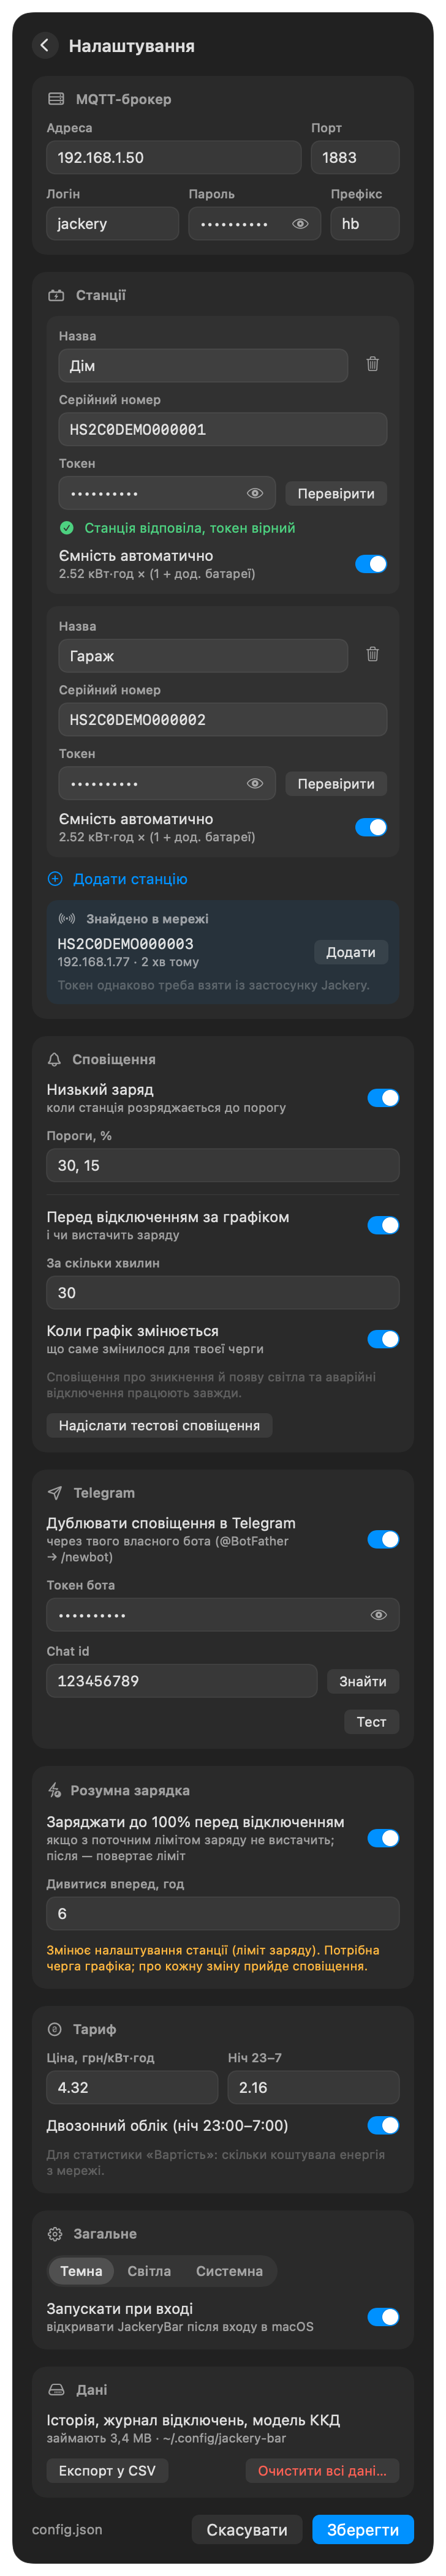 Налаштування
MQTT-брокер
Адреса Порт
192.168.1.50 1883
Логін Пароль Префікс
jackery •••••••••• hb
Станції
Назва
Дім
Серійний номер
HS2C0DEMO000001
Токен
•••••••••• Перевірити
Станція відповіла, токен вірний
Ємність автоматично
2.52 кВт·год × (1 + дод. батареї)
Назва
Гараж
Серійний номер
HS2C0DEMO000002
Токен
•••••••••• Перевірити
Ємність автоматично
2.52 кВт·год × (1 + дод. батареї)
Додати станцію
Знайдено в мережі
HS2C0DEMO000003
192.168.1.77 · 2 хв тому
Додати
Токен однаково треба взяти із застосунку Jackery.
Сповіщення
Низький заряд
коли станція розряджається до порогу
Пороги, %
30, 15
Перед відключенням за графіком
і чи вистачить заряду
За скільки хвилин
30
Коли графік змінюється
що саме змінилося для твоєї черги
Сповіщення про зникнення й появу світла та аварійні
відключення працюють завжди.
Надіслати тестові сповіщення
Telegram
Дублювати сповіщення в Telegram
через твого власного бота (@BotFather
→ /newbot)
Токен бота
••••••••••
Chat id
123456789 Знайти
Тест
Розумна зарядка
Заряджати до 100% перед відключенням
якщо з поточним лімітом заряду не вистачить;
після — повертає ліміт
Дивитися вперед, год
6
Змінює налаштування станції (ліміт заряду). Потрібна
черга графіка; про кожну зміну прийде сповіщення.
Тариф
Ціна, грн/кВт·год Ніч 23–7
4.32 2.16
Двозонний облік (ніч 23:00–7:00)
Для статистики «Вартість»: скільки коштувала енергія
з мережі.
Загальне
Темна Світла Системна
Запускати при вході
відкривати JackeryBar після входу в macOS
Дані
Історія, журнал відключень, модель ККД
займають 3,4 MB · ~/.config/jackery-bar
Експорт у CSV Очистити всі дані…
config.json Скасувати Зберегти